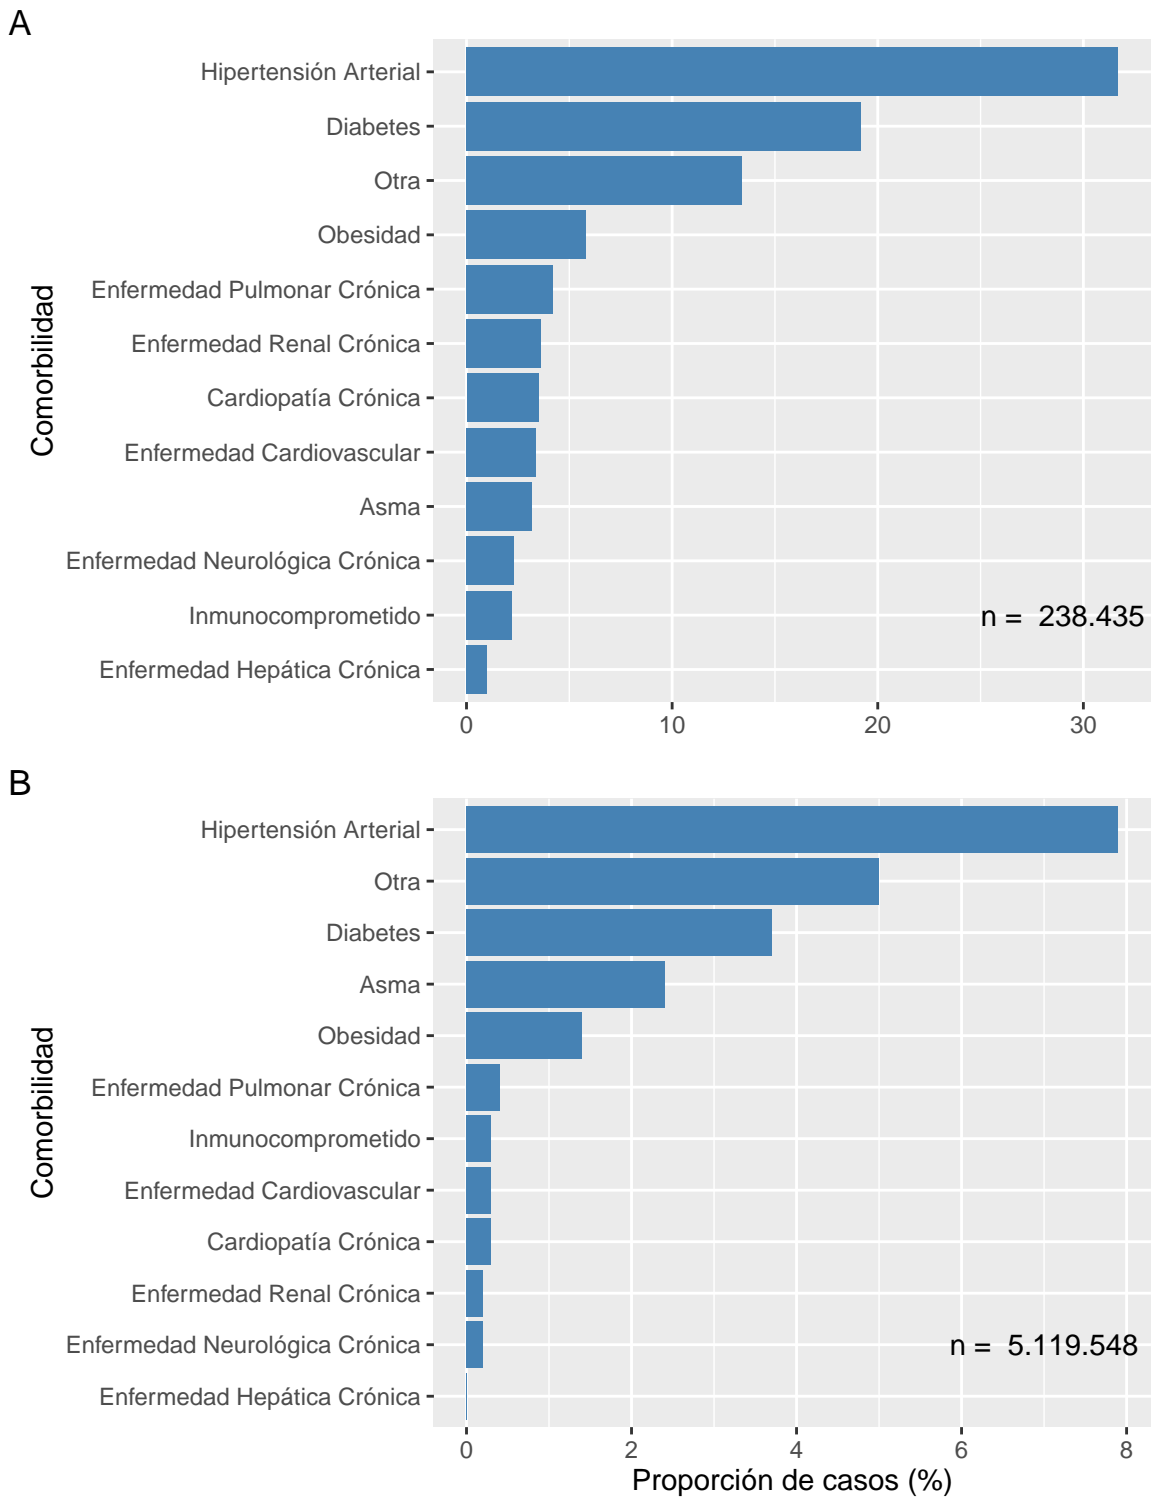 A
Hipertensión Arterial
Diabetes
Otra
Obesidad
Enfermedad Pulmonar Crónica
Enfermedad Renal Crónica
Cardiopatía Crónica
Enfermedad Cardiovascular
Asma
Enfermedad Neurológica Crónica
Inmunocomprometido
Enfermedad Hepática Crónica
Comorbilidad
n = 238.435
0 10 20 30
B
Hipertensión Arterial
Otra
Diabetes
Asma
Obesidad
Enfermedad Pulmonar Crónica
Inmunocomprometido
Enfermedad Cardiovascular
Cardiopatía Crónica
Enfermedad Renal Crónica
Enfermedad Neurológica Crónica
Enfermedad Hepática Crónica
Comorbilidad
n = 5.119.548
0 2 4 6 8
Proporción de casos (%)